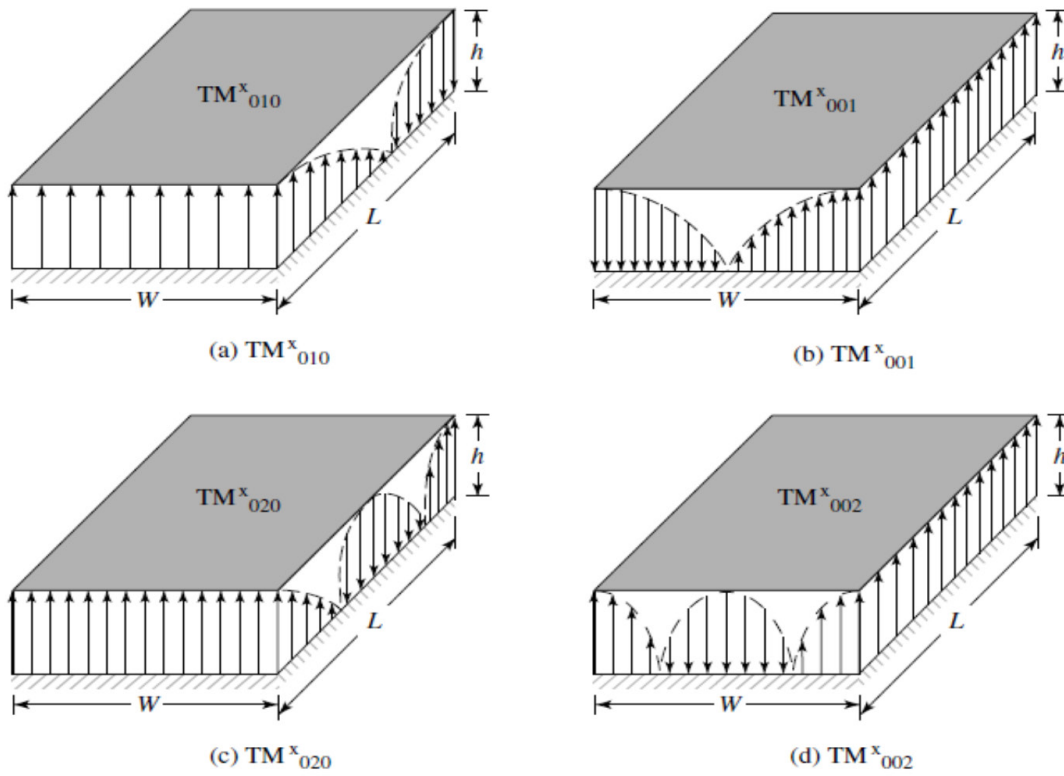 TMˣ₀₁₀
h
L
W
(a) TMˣ₀₁₀
TMˣ₀₀₁
h
L
W
(b) TMˣ₀₀₁
TMˣ₀₂₀
h
L
W
(c) TMˣ₀₂₀
TMˣ₀₀₂
h
L
W
(d) TMˣ₀₀₂